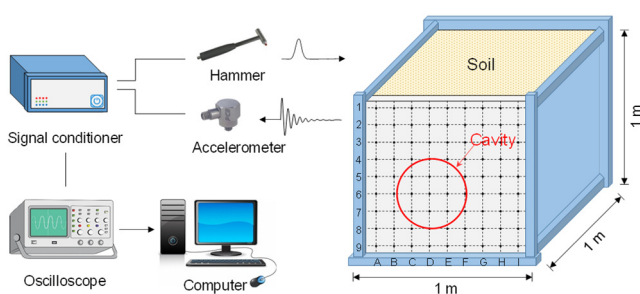 Hammer
Soil
Signal conditioner
Accelerometer
Cavity
1
2
3
4
5
6
7
8
9
A B C D E F G H I
1 m
1 m
1 m
Oscilloscope
Computer